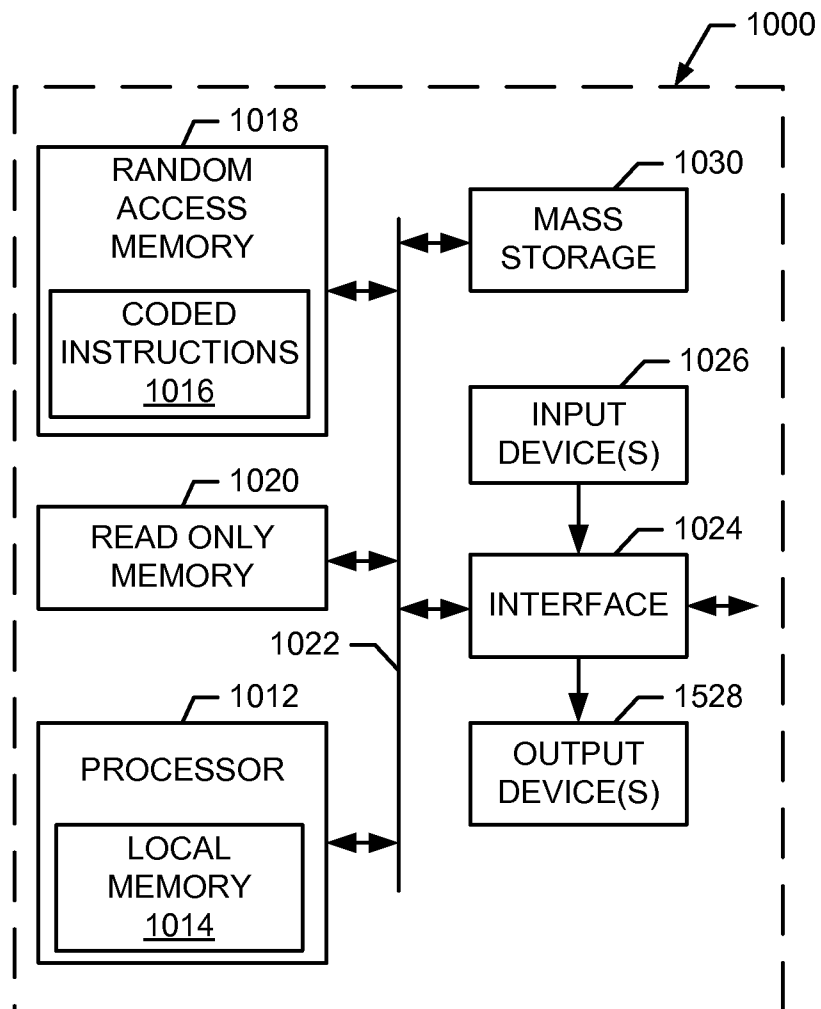 1000
1018
RANDOM
ACCESS
MEMORY
CODED
INSTRUCTIONS
1016
1030
MASS
STORAGE
1026
INPUT
DEVICE(S)
1020
READ ONLY
MEMORY
1024
INTERFACE
1022
1012
PROCESSOR
LOCAL
MEMORY
1014
1528
OUTPUT
DEVICE(S)